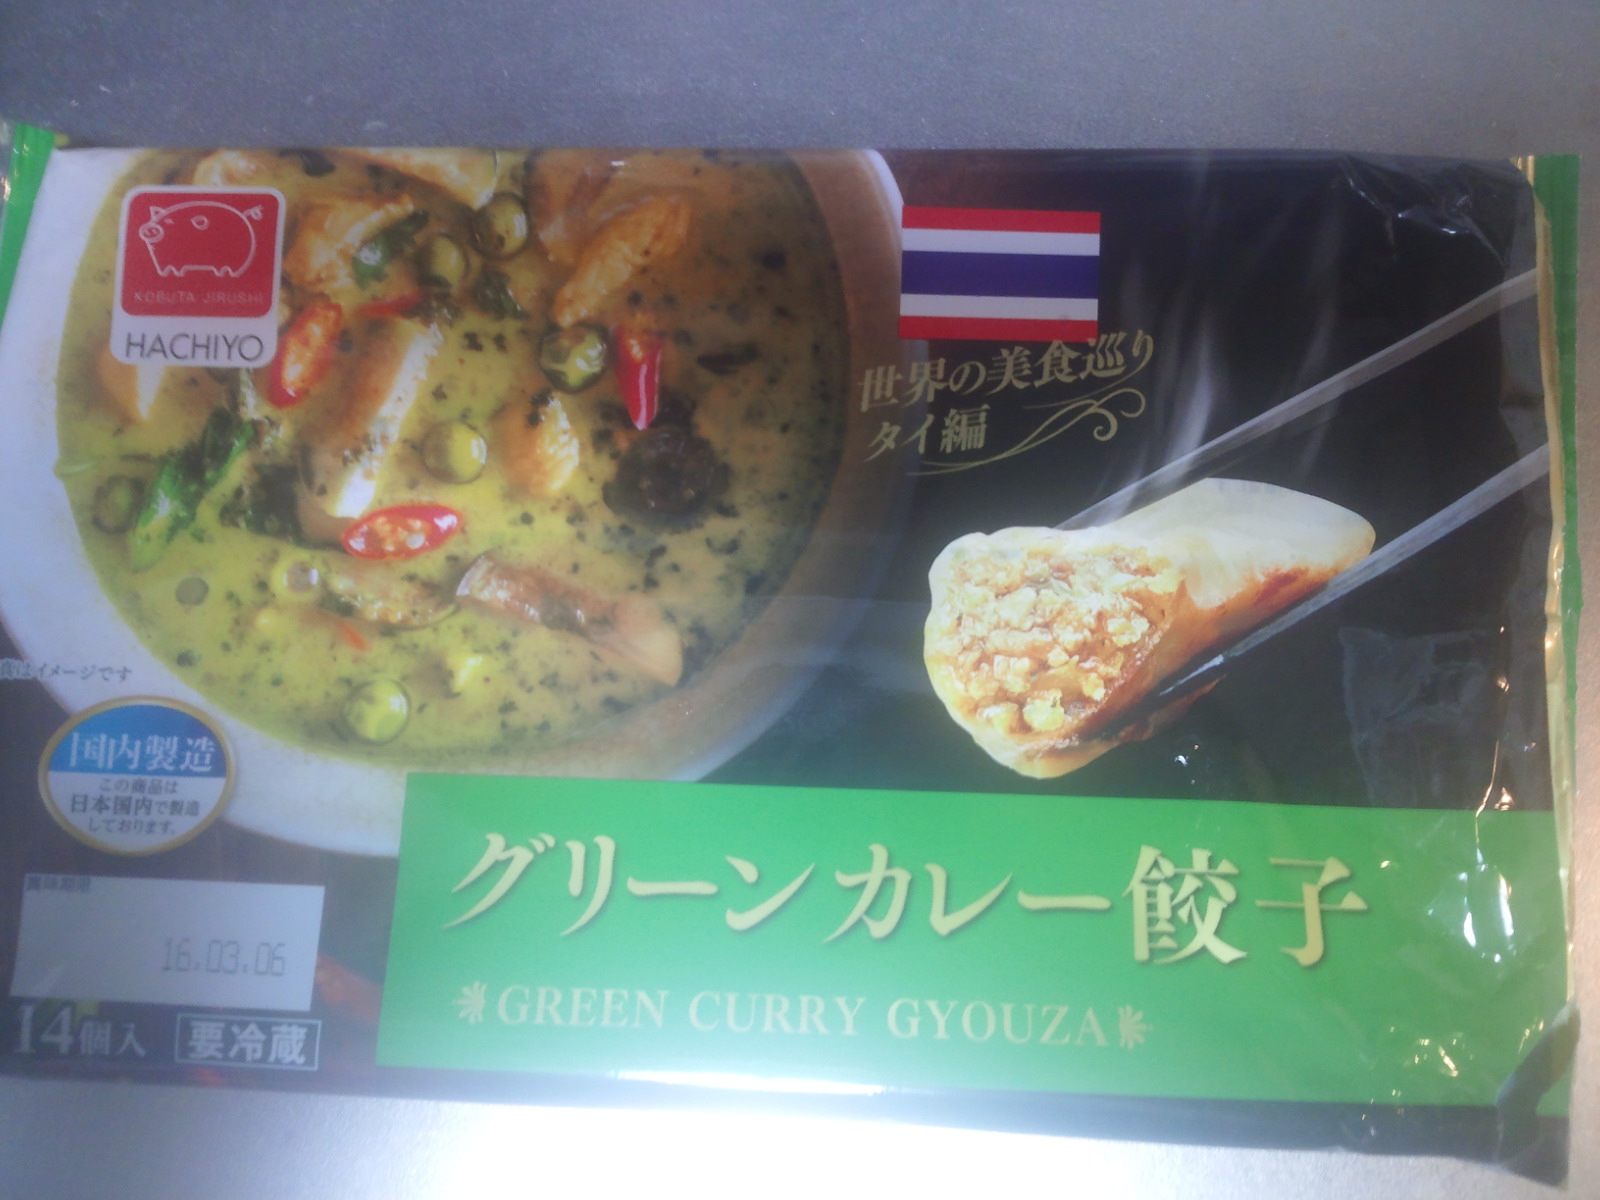 KOBUTA JIRUSHI
HACHIYO
世界の美食巡り
タイ編
はイメージです
国内製造
この商品は
日本国内で製造
しております。
賞味期限
16.03.06
14個入
要冷蔵
グリーンカレー餃子
GREEN CURRY GYOUZA